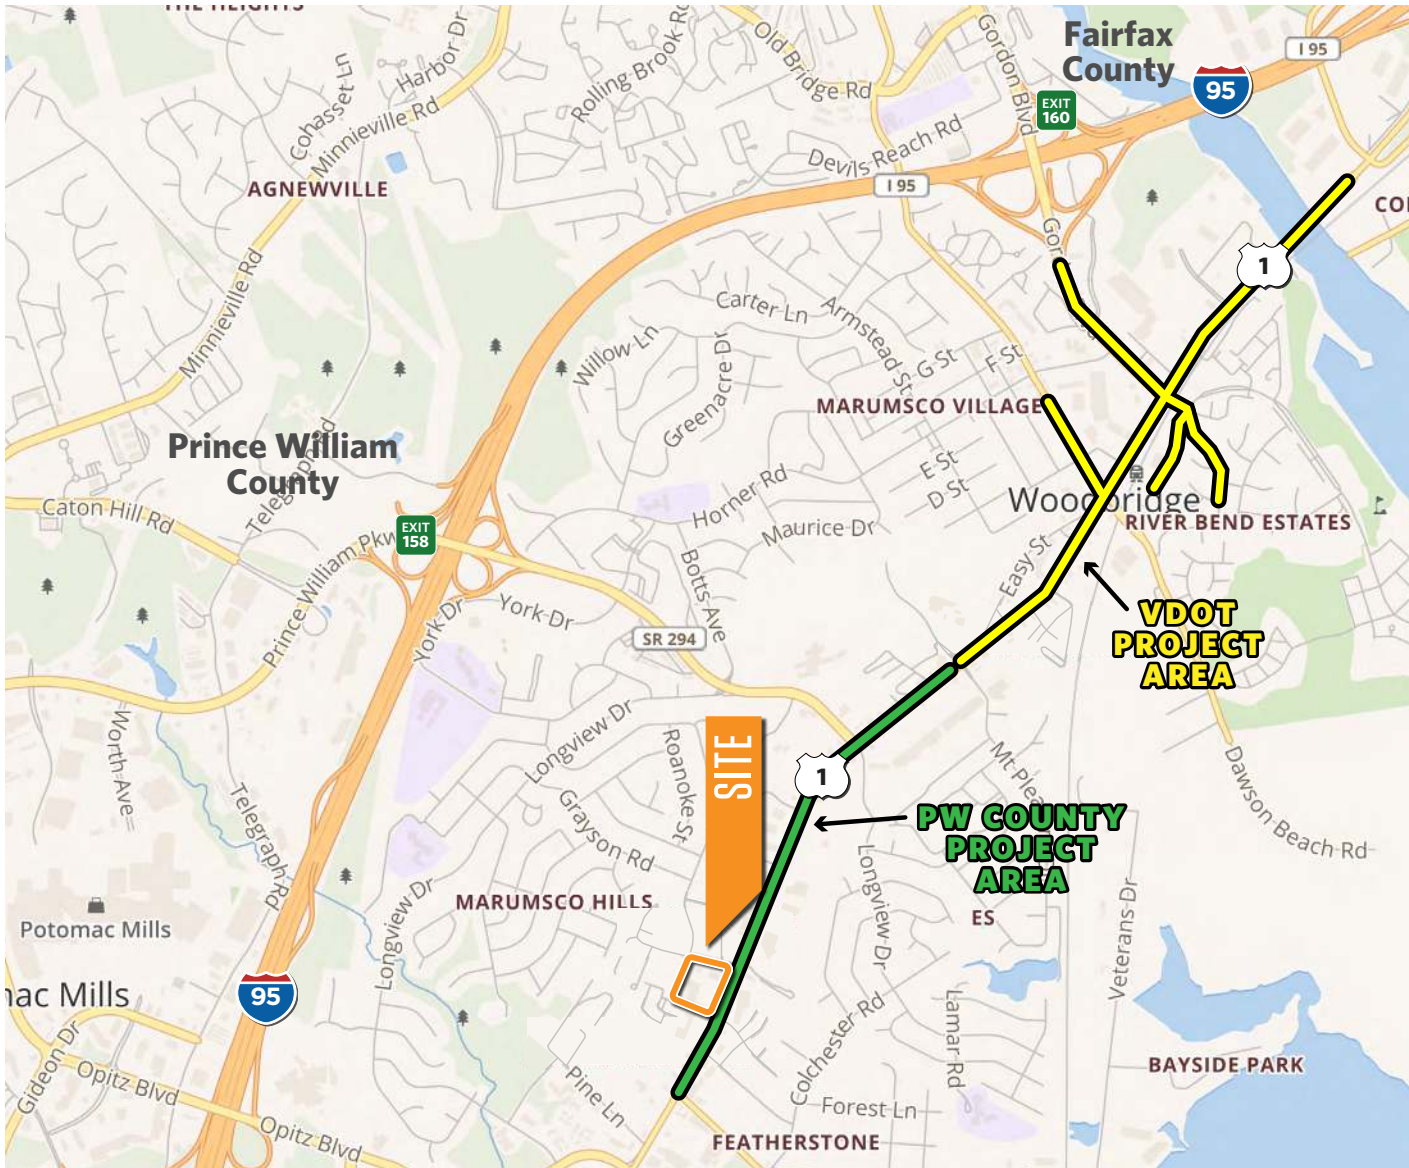 THE HEIGHTS
Fairfax
County
I 95
95
EXIT
160
Harbor Dr
Cohasset Ln
Minnieville Rd
Rolling Brook Rd
Old Bridge Rd
Gordon Blvd
Devils Reach Rd
AGNEWVILLE
I 95
1
Minnieville Rd
Carter Ln
Armstead St
Willow Ln
Greenacre Dr
G St
F St
MARUMSCO VILLAGE
Prince William
County
Telegraph Rd
E St
D St
Horner Rd
Maurice Dr
Woodbridge
RIVER BEND ESTATES
Caton Hill Rd
EXIT
158
Prince William Pkwy
Easy St
Botts Ave
York Dr
York Dr
SR 294
VDOT
PROJECT
AREA
Worth Ave
Longview Dr
Roanoke St
SITE
1
Telegraph Rd
Grayson Rd
PW COUNTY
PROJECT
AREA
Dawson Beach Rd
Longview Dr
MARUMSCO HILLS
ES
Potomac Mills
Longview Dr
Veterans Dr
95
Gideon Dr
Colchester Rd
Lamar Rd
BAYSIDE PARK
Opitz Blvd
Pine Ln
Forest Ln
Opitz Blvd
FEATHERSTONE